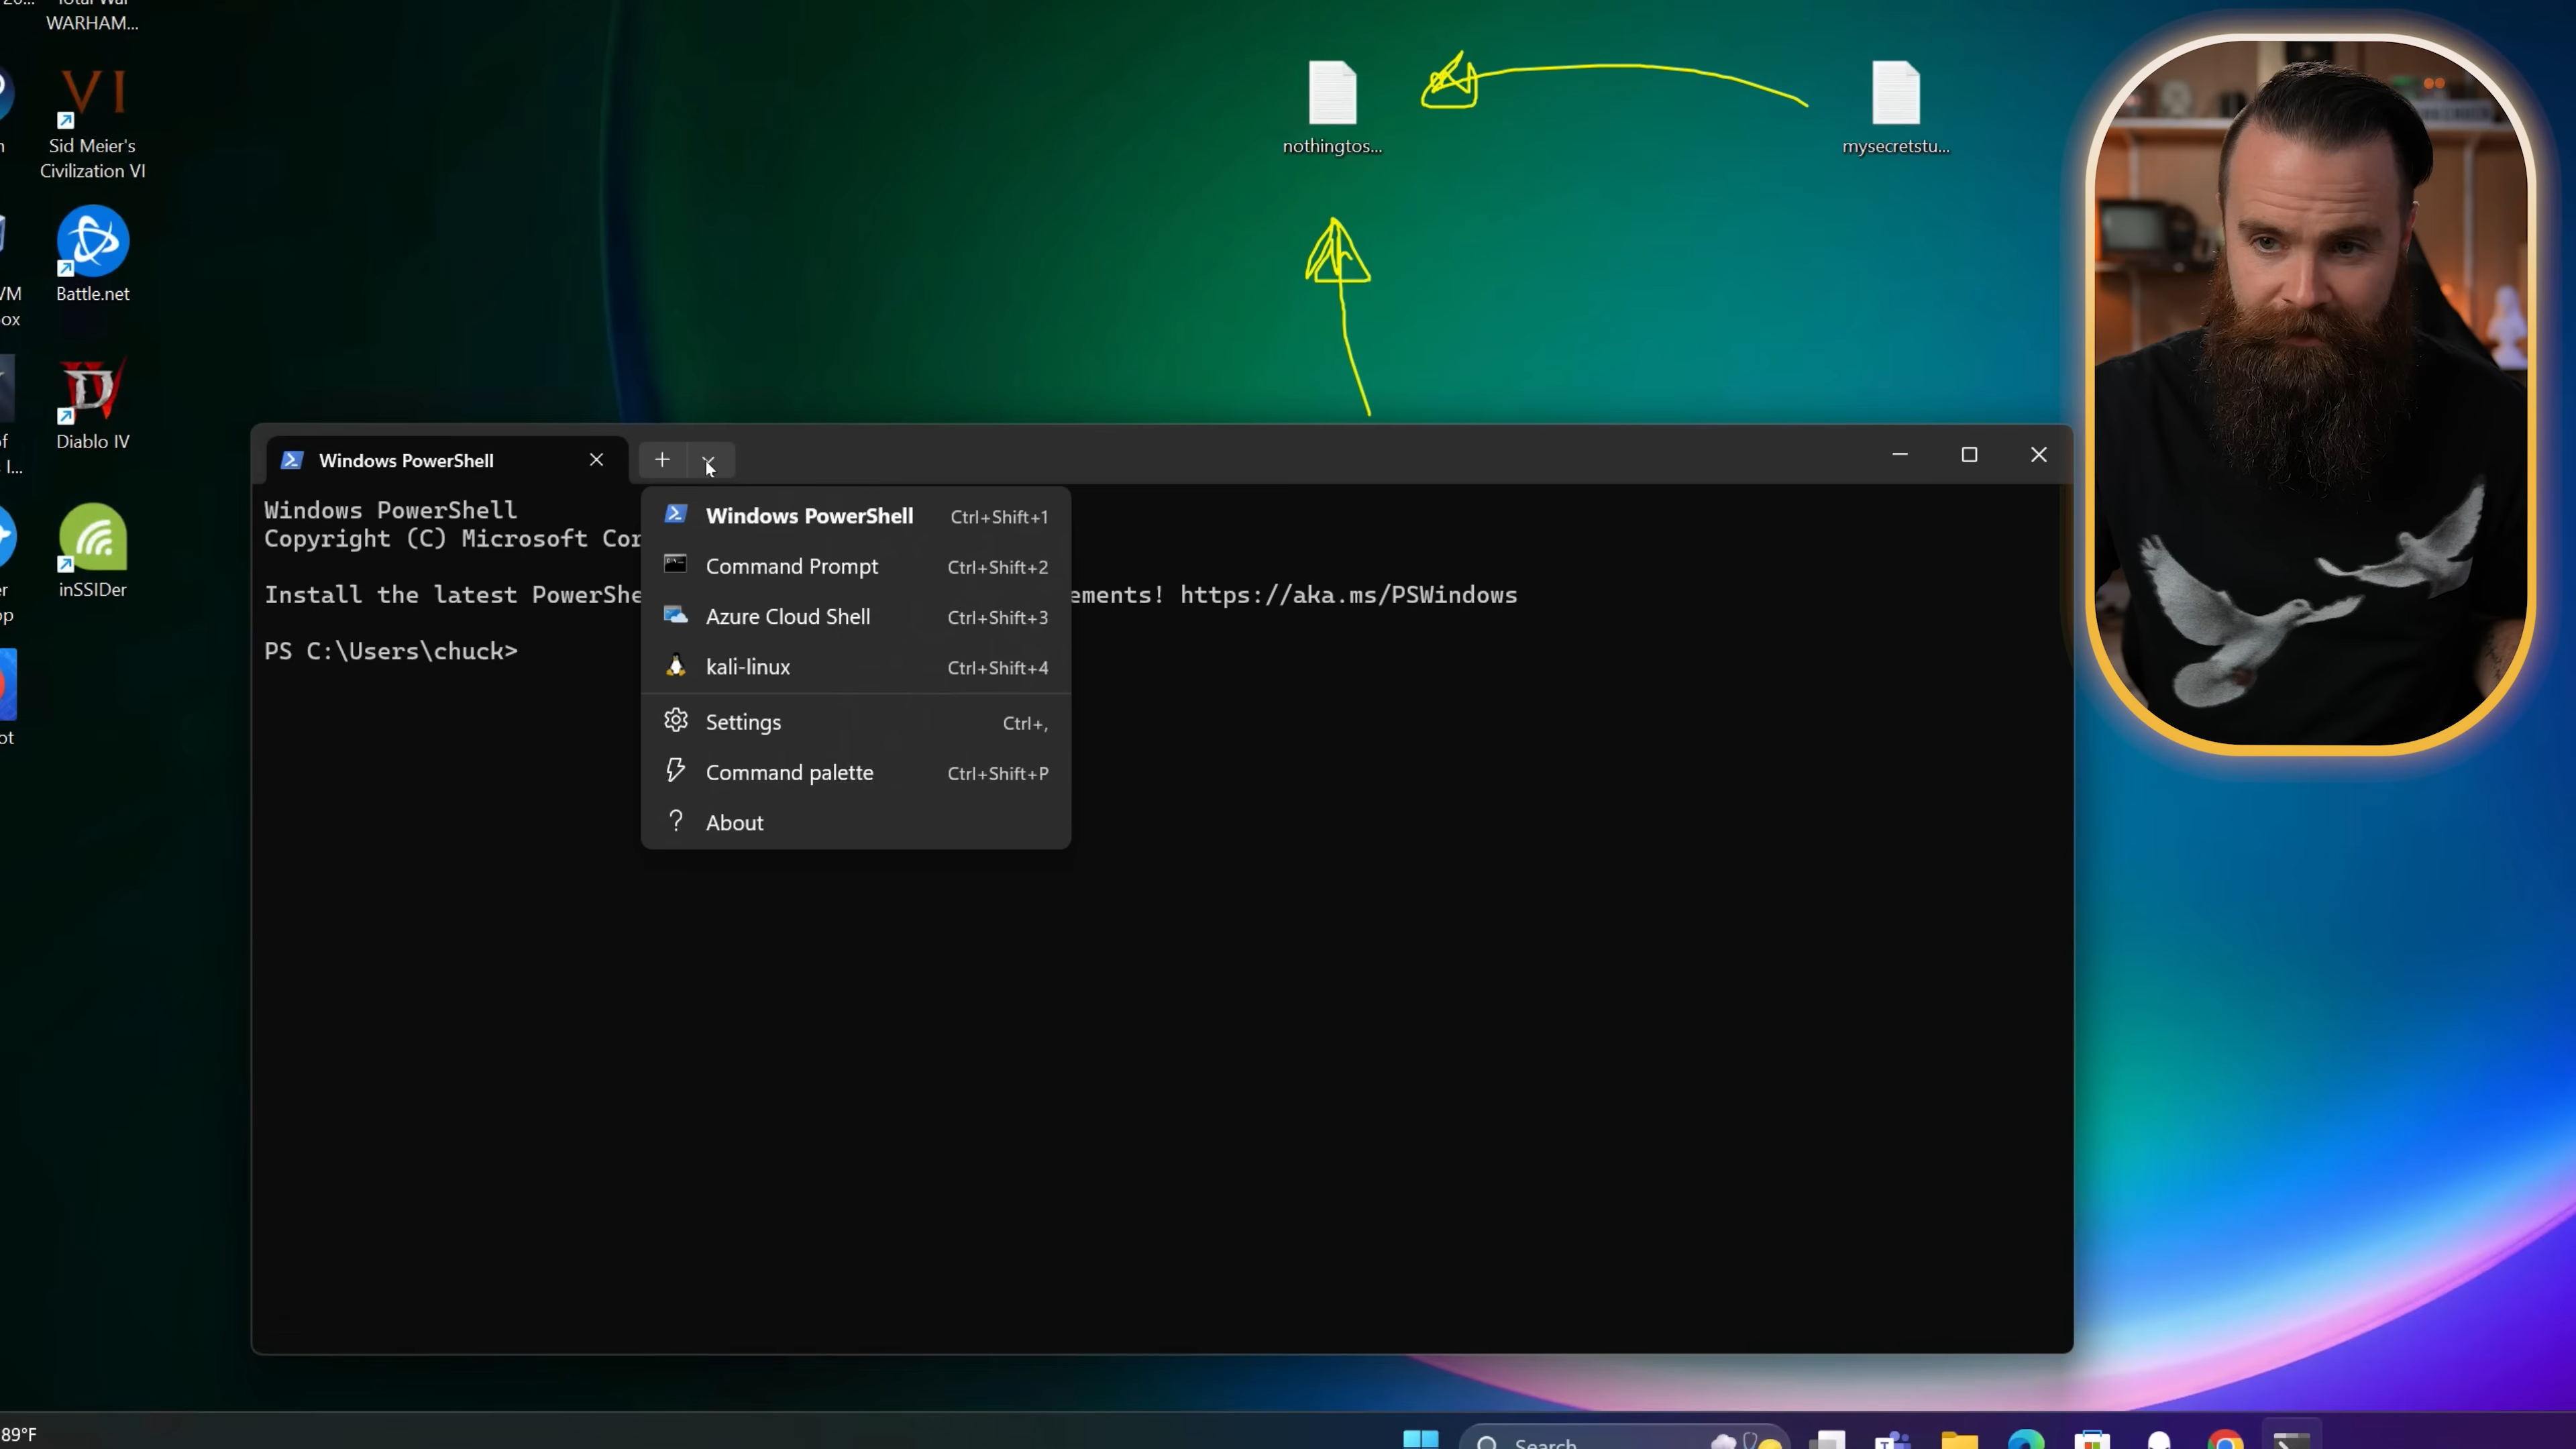 WARHAM...
VI
Sid Meier's
Civilization VI
Battle.net
Diablo IV
inSSIDer
nothingtos...
mysecretstu...
Windows PowerShell
Windows PowerShell
Copyright (C) Microsoft Cor
Install the latest PowerShe
ements! https://aka.ms/PSWindows
PS C:\Users\chuck>
Windows PowerShell Ctrl+Shift+1
Command Prompt Ctrl+Shift+2
Azure Cloud Shell Ctrl+Shift+3
kali-linux Ctrl+Shift+4
Settings Ctrl+,
Command palette Ctrl+Shift+P
? About
89°F
Search